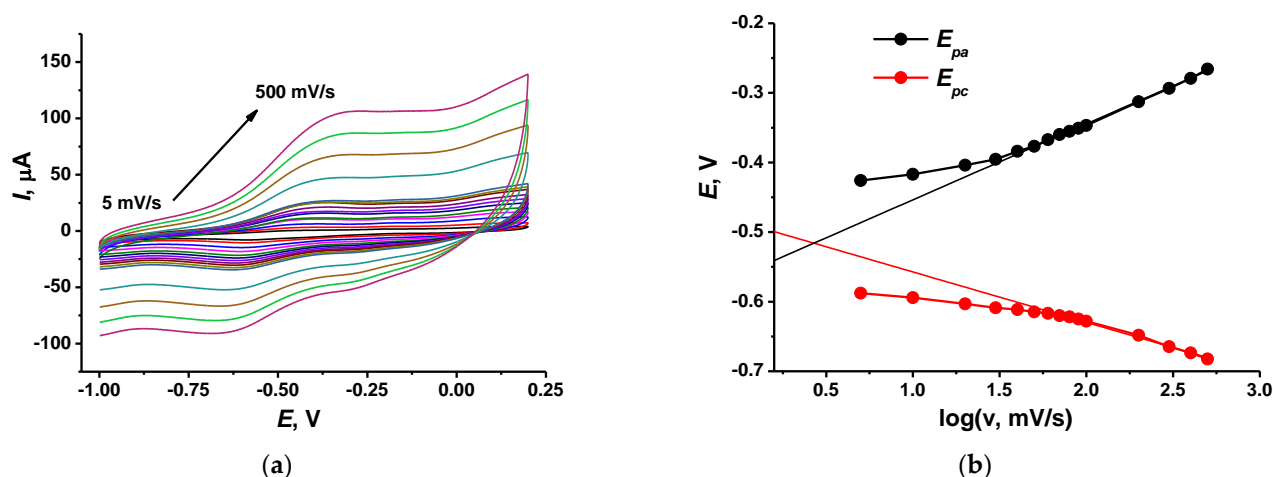 150
100
50
0
-50
-100
I, µA
500 mV/s
5 mV/s
-1.00 -0.75 -0.50 -0.25 0.00 0.25
E, V
(a)
-0.2
-0.3
-0.4
-0.5
-0.6
-0.7
E, V
E_pa
E_pc
0.5 1.0 1.5 2.0 2.5 3.0
log(v, mV/s)
(b)